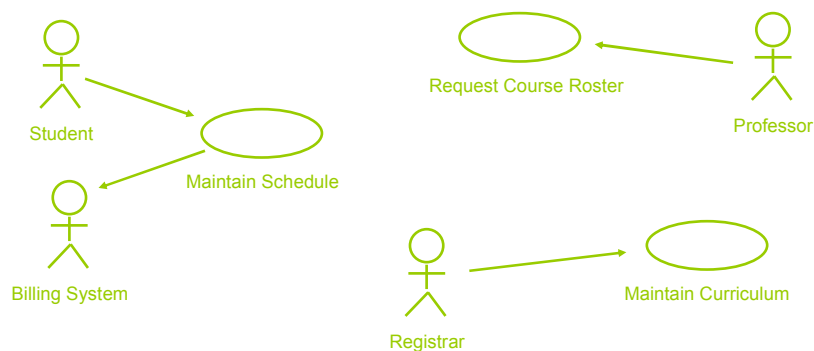 Request Course Roster
Student
Professor
Maintain Schedule
Billing System
Maintain Curriculum
Registrar